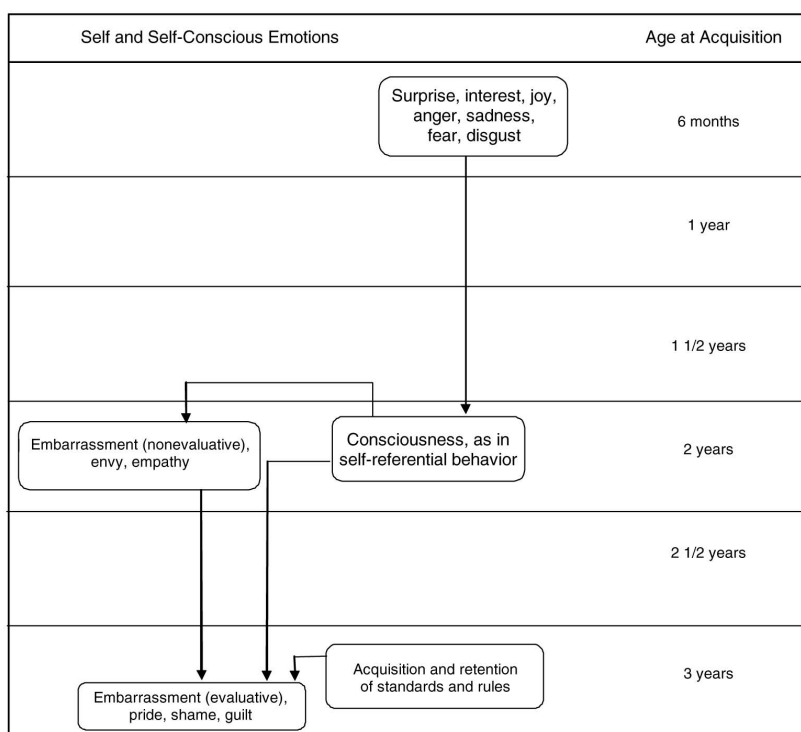 Self and Self-Conscious Emotions
Age at Acquisition
Surprise, interest, joy,
anger, sadness,
fear, disgust
6 months
1 year
1 1/2 years
Embarrassment (nonevaluative),
envy, empathy
Consciousness, as in
self-referential behavior
2 years
2 1/2 years
Embarrassment (evaluative),
pride, shame, guilt
Acquisition and retention
of standards and rules
3 years